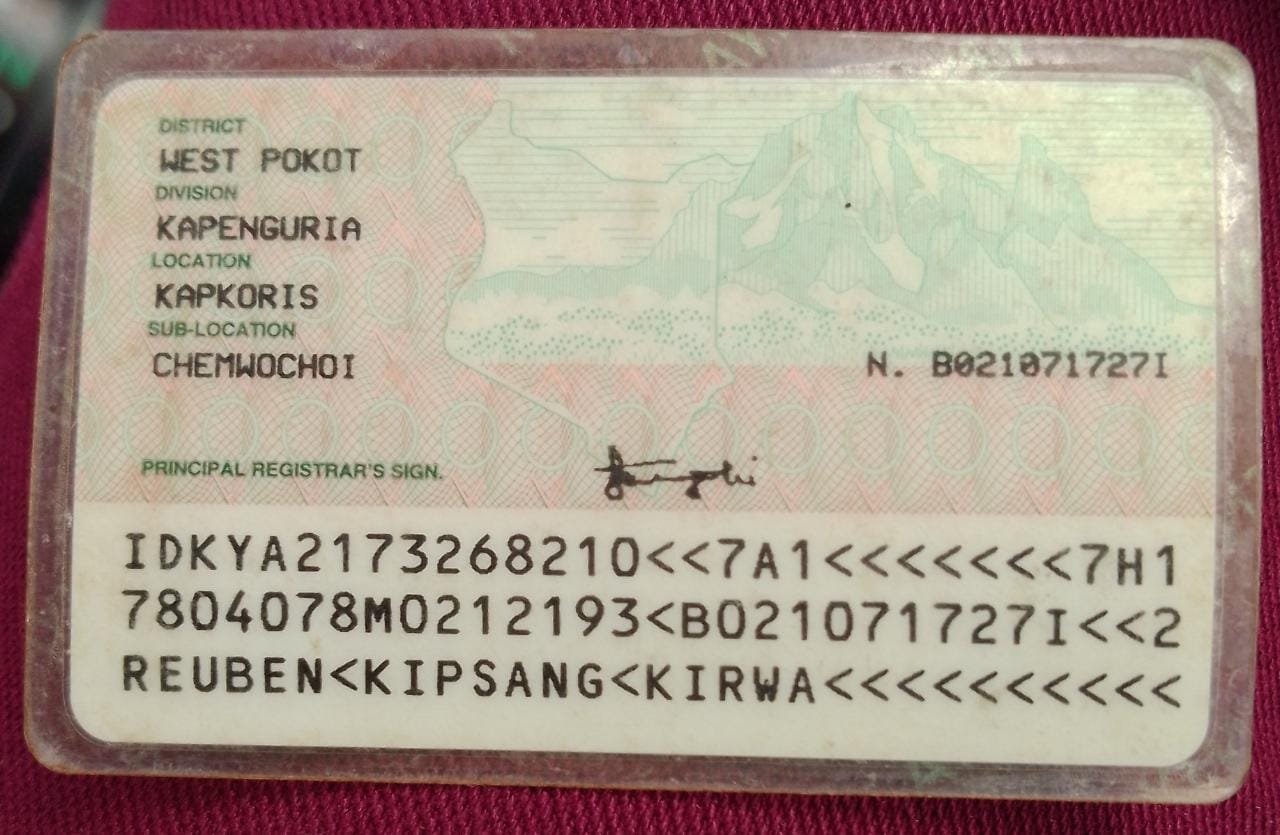 DISTRICT
WEST POKOT
DIVISION
KAPENGURIA
LOCATION
KAPKORIS
SUB-LOCATION
CHEMWOCHOI
N. B021071727I
PRINCIPAL REGISTRAR'S SIGN.
IDKYA2173268210<<7A1<<<<<<<7H1
7804078M0212193<B021071727I<<2
REUBEN<KIPSANG<KIRWA<<<<<<<<<<